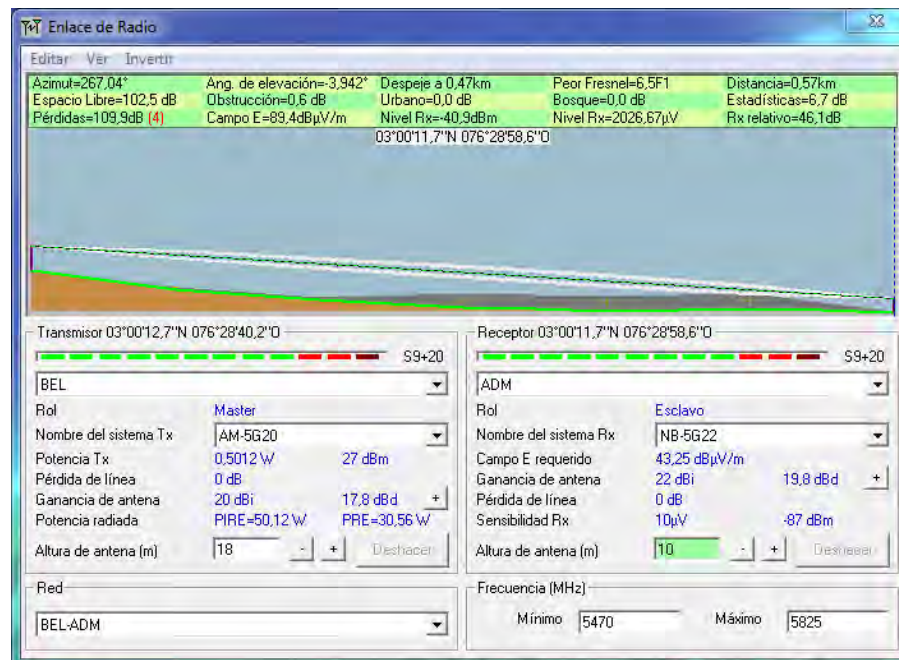 Enlace de Radio
Editar Ver Invertir
Azimut=267,04° Ang. de elevación=-3,942° Despeje a 0,47km Peor Fresnel=6,5F1 Distancia=0,57km
Espacio Libre=102,5 dB Obstrucción=0,6 dB Urbano=0,0 dB Bosque=0,0 dB Estadísticas=6,7 dB
Pérdidas=109,9dB (4) Campo E=89,4dBµV/m Nivel Rx=-40,9dBm Nivel Rx=2026,67µV Rx relativo=46,1dB
03°00'11,7"N 076°28'58,6"O
Transmisor 03°00'12,7"N 076°28'40,2"O
S9+20
BEL
Rol Master
Nombre del sistema Tx AM-5G20
Potencia Tx 0,5012 W 27 dBm
Pérdida de línea 0 dB
Ganancia de antena 20 dBi 17,8 dBd +
Potencia radiada PIRE=50,12 W PRE=30,56 W
Altura de antena (m) 18 - + Deshacer
Red
BEL-ADM
Receptor 03°00'11,7"N 076°28'58,6"O
S9+20
ADM
Rol Esclavo
Nombre del sistema Rx NB-5G22
Campo E requerido 43,25 dBµV/m
Ganancia de antena 22 dBi 19,8 dBd +
Pérdida de línea 0 dB
Sensibilidad Rx 10µV -87 dBm
Altura de antena (m) 10 - + Deshacer
Frecuencia (MHz)
Mínimo 5470 Máximo 5825